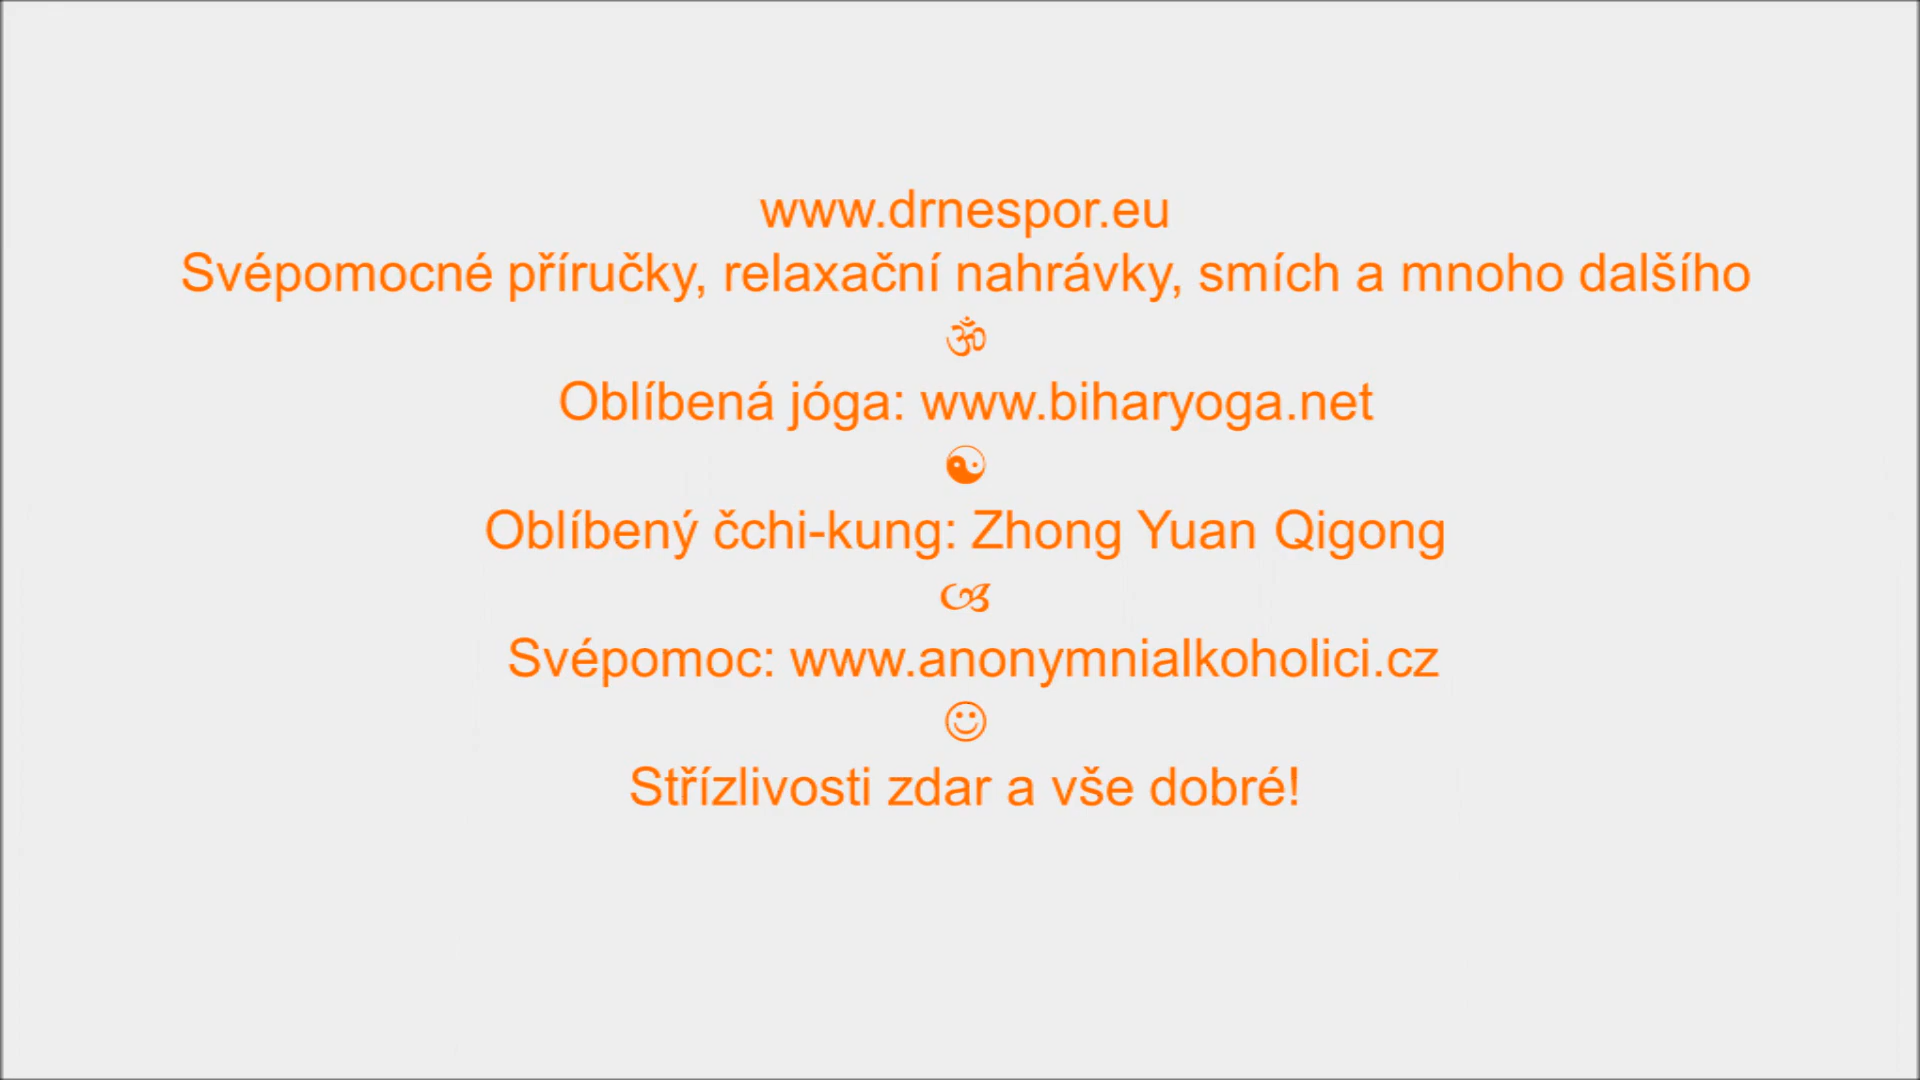 www.drnespor.eu
Svépomocné příručky, relaxační nahrávky, smích a mnoho dalšího
ॐ
Oblíbená jóga: www.biharyoga.net
☯
Oblíbený čchi-kung: Zhong Yuan Qigong
🙢
Svépomoc: www.anonymnialkoholici.cz
☺
Střízlivosti zdar a vše dobré!